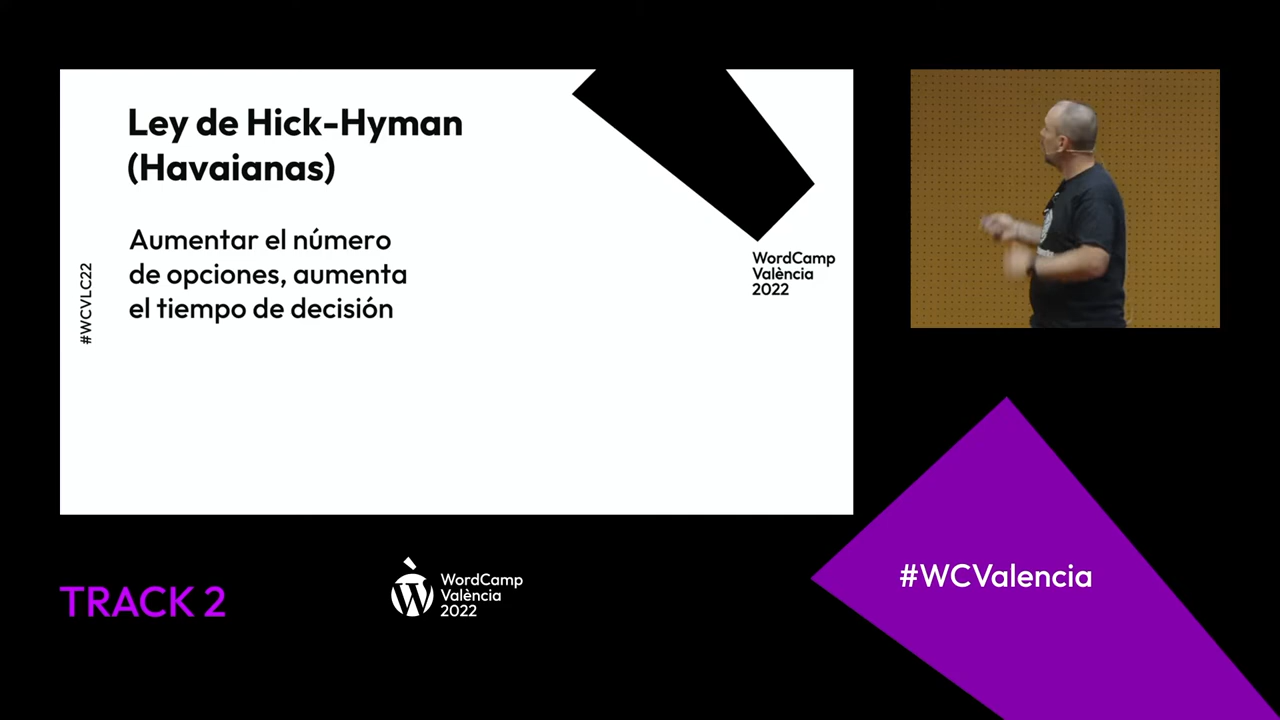 Ley de Hick-Hyman
(Havaianas)
Aumentar el número
de opciones, aumenta
el tiempo de decisión
#WCVLC22
WordCamp
València
2022
TRACK 2
WordCamp
València
2022
#WCValencia